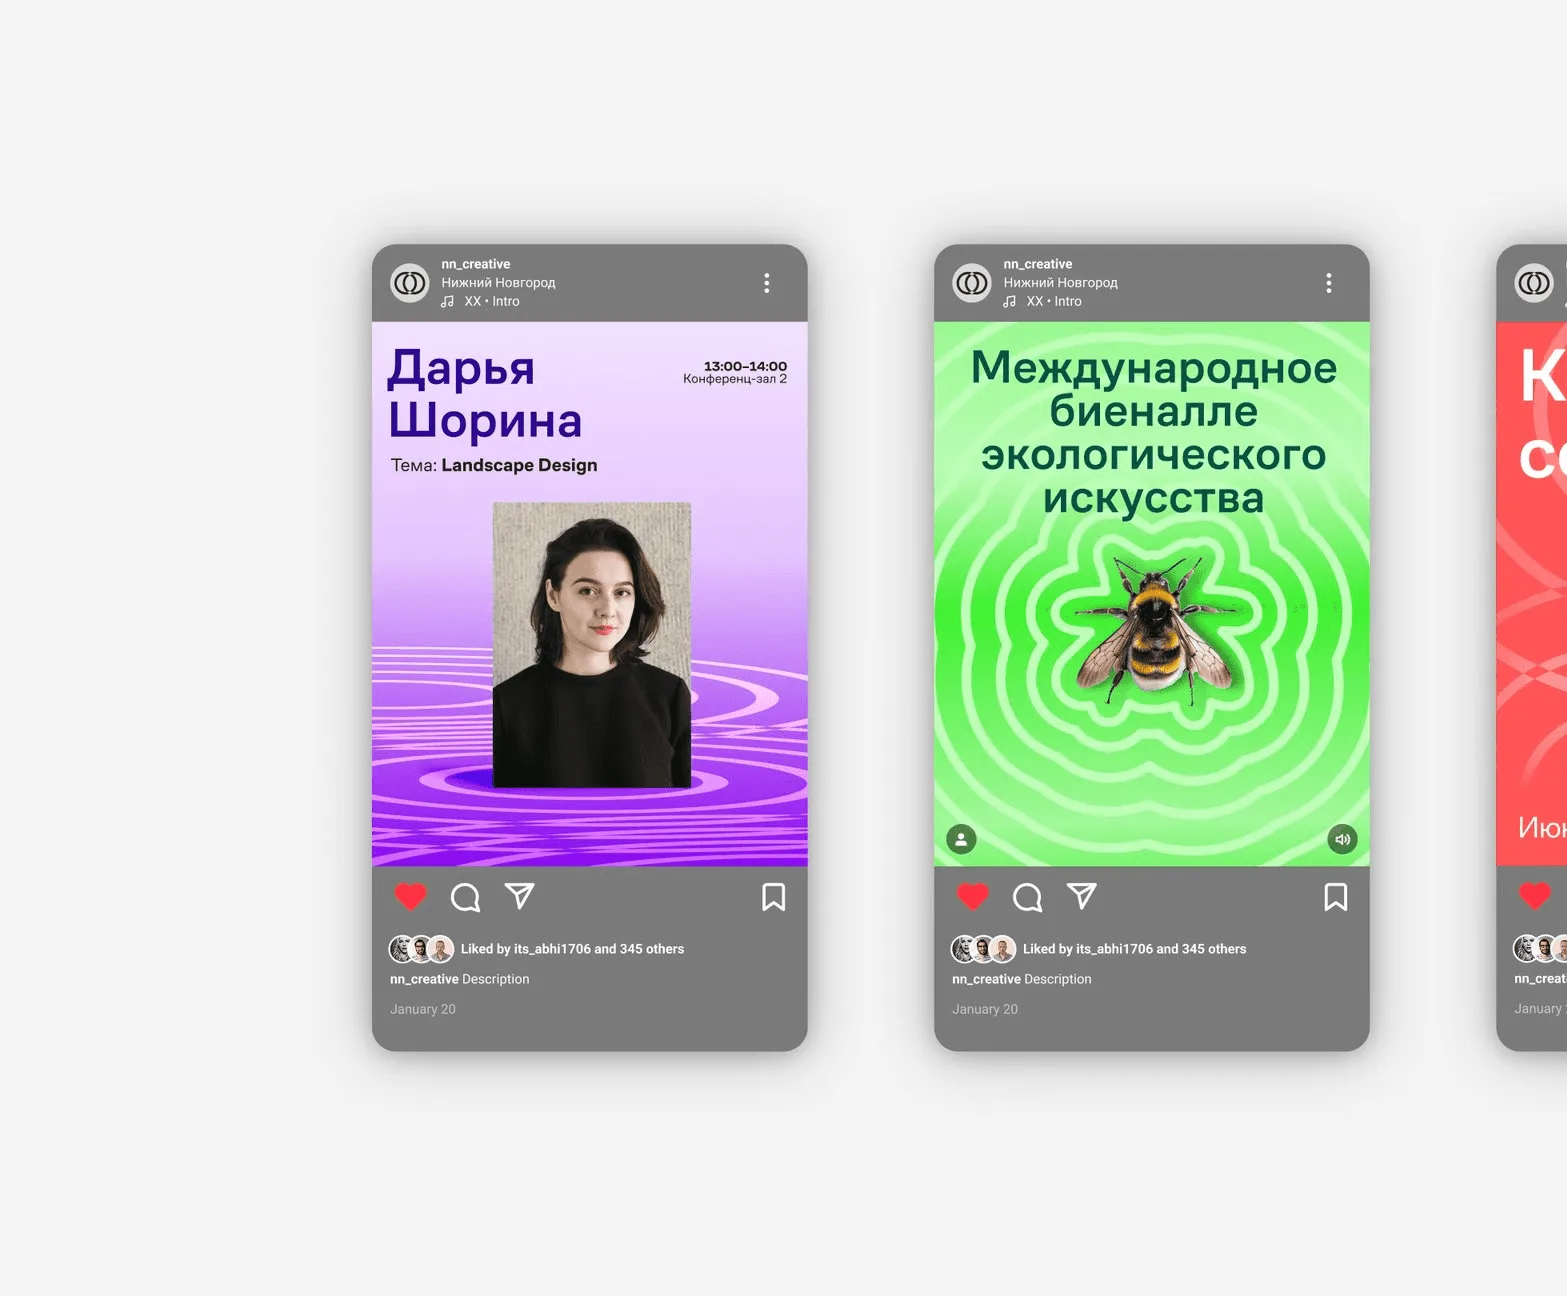 nn_creative
Нижний Новгород
XX • Intro
Дарья
Шорина
13:00–14:00
Конференц-зал 2
Тема: Landscape Design
Liked by its_abhi1706 and 345 others
nn_creative Description
January 20
nn_creative
Нижний Новгород
XX • Intro
Международное
биеналле
экологического
искусства
Liked by its_abhi1706 and 345 others
nn_creative Description
January 20
January